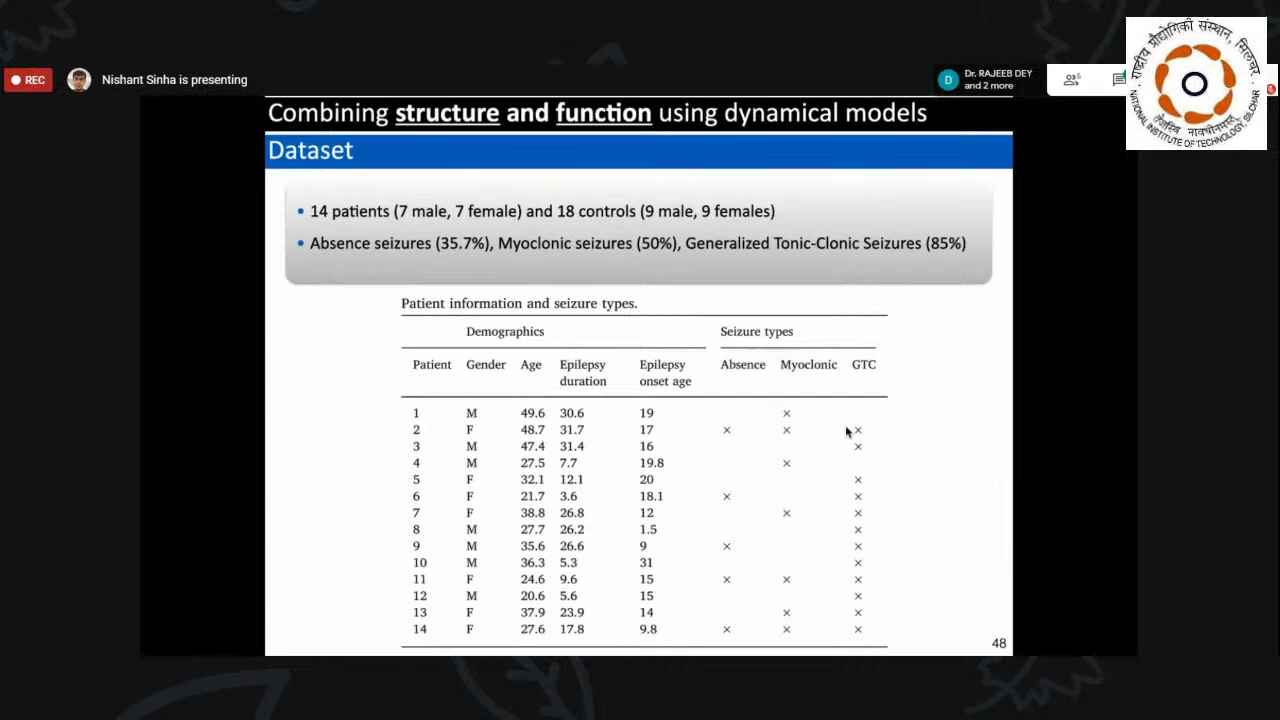 REC
Nishant Sinha is presenting
D
Dr. RAJEEB DEY
and 2 more
6
राष्ट्रीय प्रौद्योगिकी संस्थान, सिलचर
NATIONAL INSTITUTE OF TECHNOLOGY, SILCHAR
Combining structure and function using dynamical models
Dataset
• 14 patients (7 male, 7 female) and 18 controls (9 male, 9 females)
• Absence seizures (35.7%), Myoclonic seizures (50%), Generalized Tonic-Clonic Seizures (85%)
Patient information and seizure types.
Demographics Seizure types
Patient Gender Age Epilepsy duration Epilepsy onset age Absence Myoclonic GTC
1 M 49.6 30.6 19 ×
2 F 48.7 31.7 17 × × ×
3 M 47.4 31.4 16 ×
4 M 27.5 7.7 19.8 ×
5 F 32.1 12.1 20 ×
6 F 21.7 3.6 18.1 × ×
7 F 38.8 26.8 12 × ×
8 M 27.7 26.2 1.5 ×
9 M 35.6 26.6 9 × ×
10 M 36.3 5.3 31 ×
11 F 24.6 9.6 15 × × ×
12 M 20.6 5.6 15 ×
13 F 37.9 23.9 14 × ×
14 F 27.6 17.8 9.8 × × ×
48